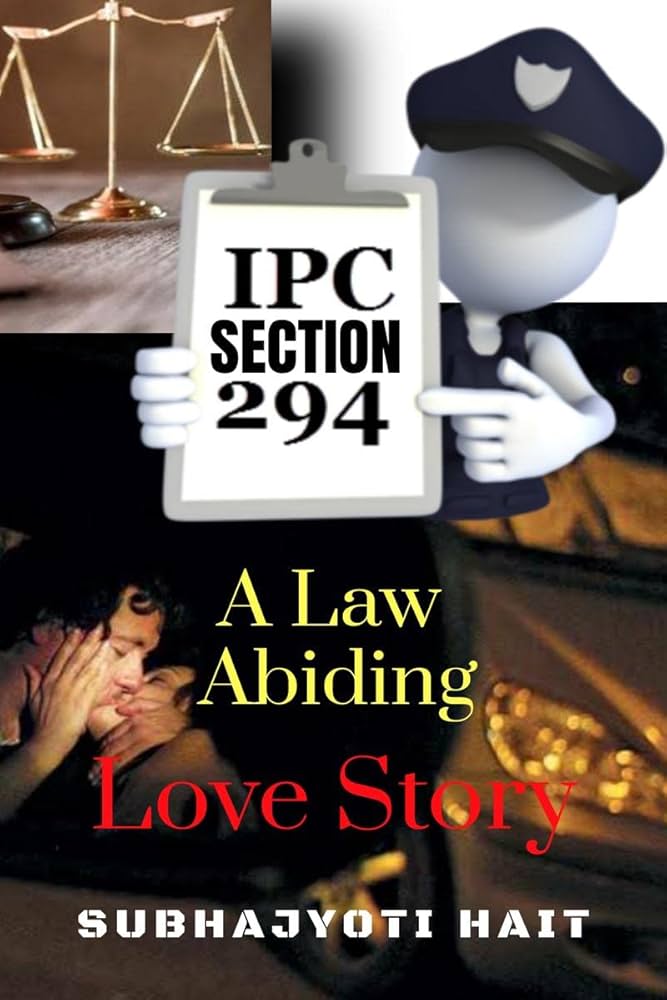 IPC
SECTION
294
A Law
Abiding
Love Story
SUBHAJYOTI HAIT